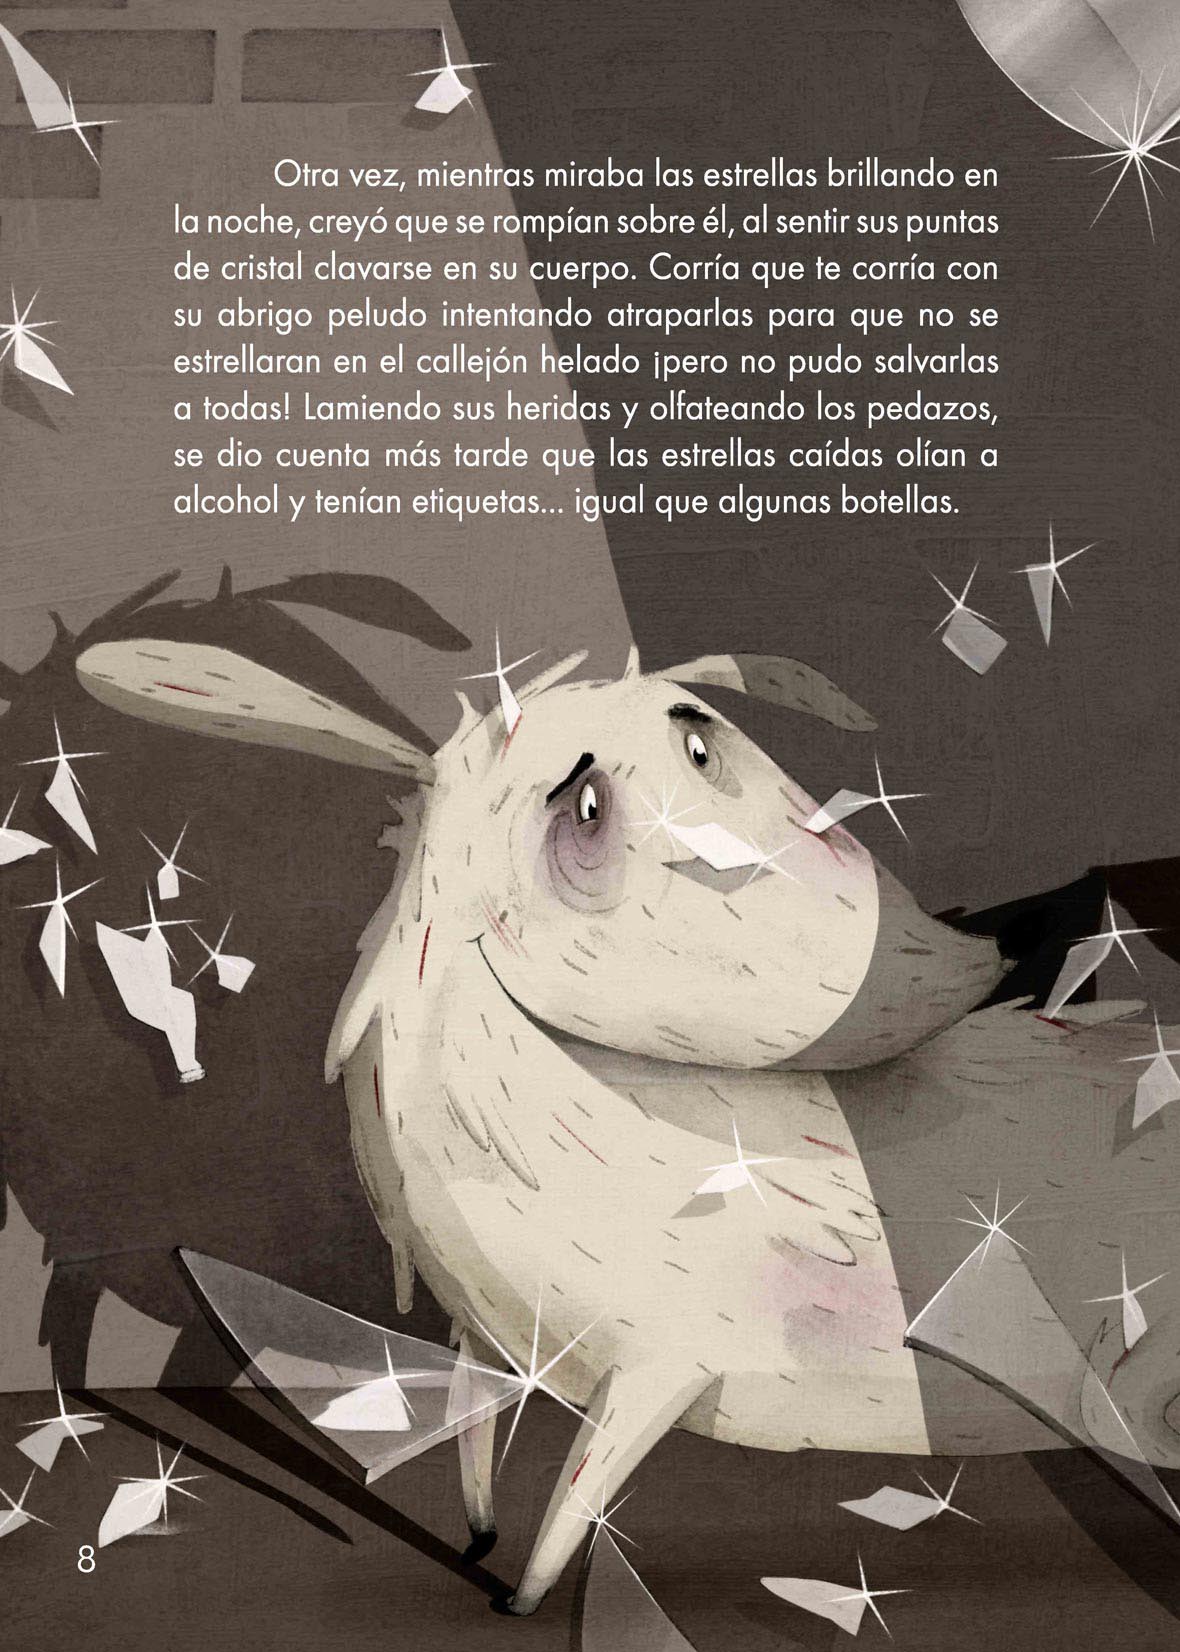 Otra vez, mientras miraba las estrellas brillando en
la noche, creyó que se rompían sobre él, al sentir sus puntas
de cristal clavarse en su cuerpo. Corría que te corría con
su abrigo peludo intentando atraparlas para que no se
estrellaran en el callejón helado ¡pero no pudo salvarlas
a todas! Lamiendo sus heridas y olfateando los pedazos,
se dio cuenta más tarde que las estrellas caídas olían a
alcohol y tenían etiquetas... igual que algunas botellas.
8